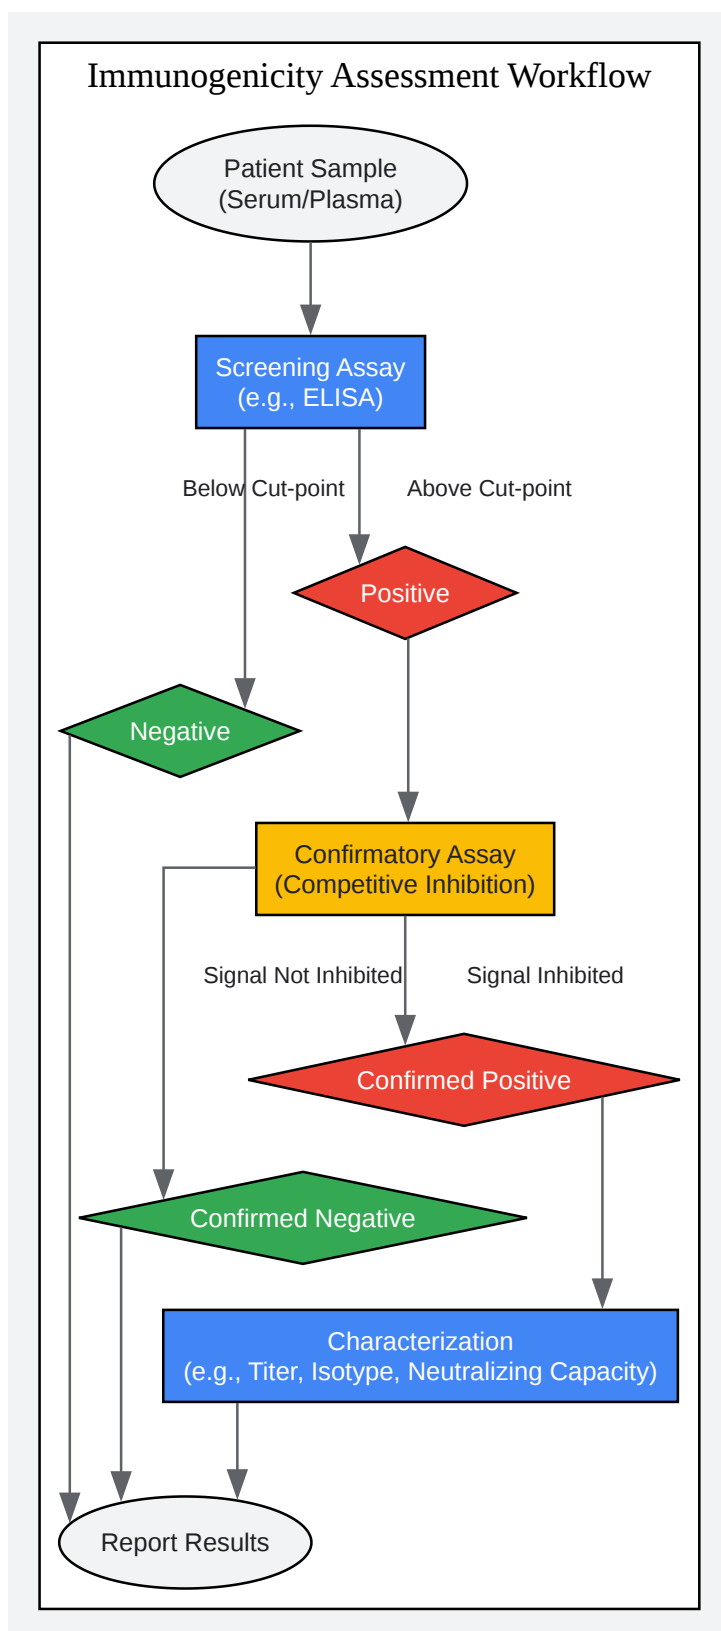 Immunogenicity Assessment Workflow
Patient Sample
(Serum/Plasma)
Screening Assay
(e.g., ELISA)
Below Cut-point
Above Cut-point
Positive
Negative
Confirmatory Assay
(Competitive Inhibition)
Signal Not Inhibited
Signal Inhibited
Confirmed Positive
Confirmed Negative
Characterization
(e.g., Titer, Isotype, Neutralizing Capacity)
Report Results